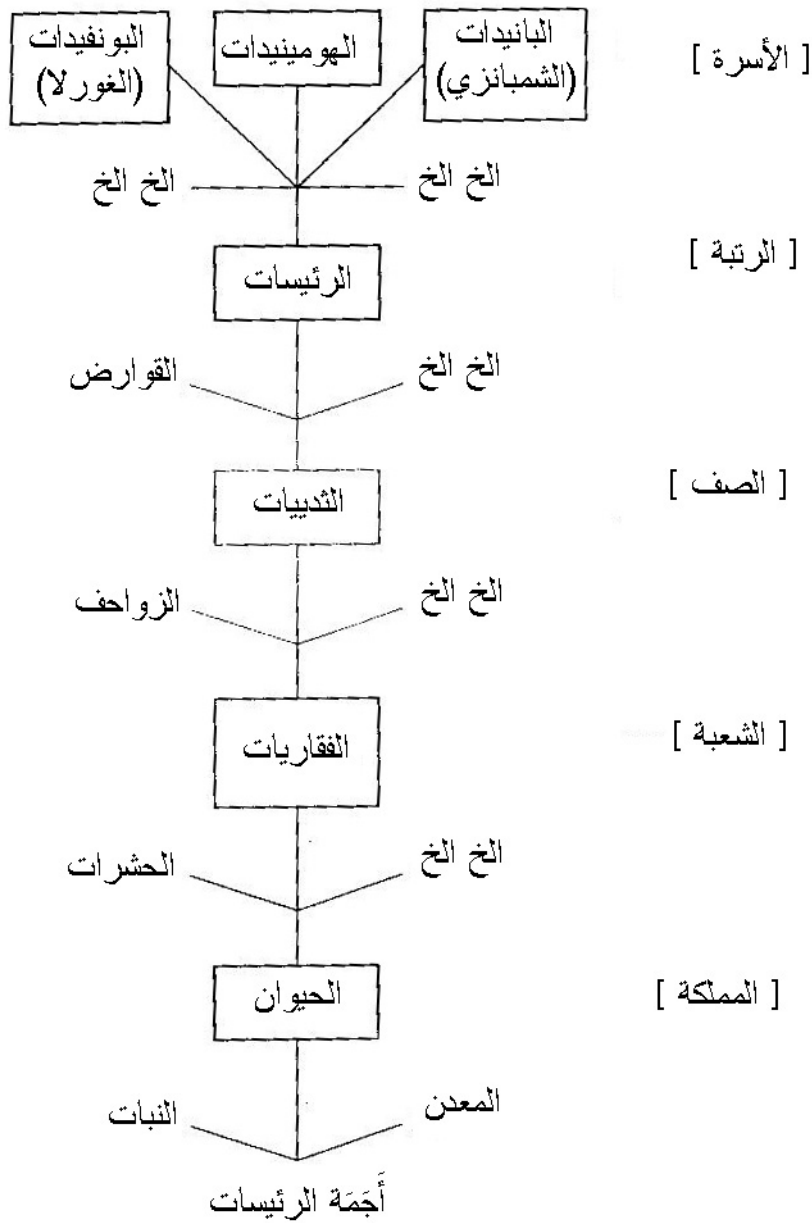 [ الأسرة ]
البانيدات
(الشمبانزي)
الهومينيدات
البونفيدات
(الغورلا)
الخ الخ
الخ الخ
[ الرتبة ]
الرئيسات
الخ الخ
القوارض
[ الصف ]
الثدييات
الخ الخ
الزواحف
[ الشعبة ]
الفقاريات
الخ الخ
الحشرات
[ المملكة ]
الحيوان
المعدن
النبات
أَجَمَة الرئيسات